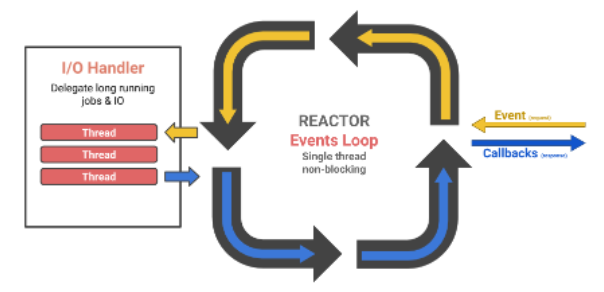 I/O Handler
Delegate long running
jobs & IO
Thread
Thread
Thread
REACTOR
Events Loop
Single thread
non-blocking
Event (request)
Callbacks (response)